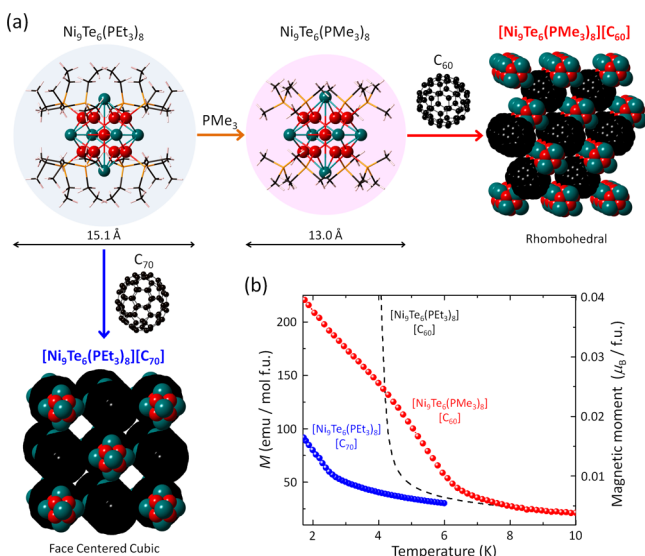 (a)
Ni₉Te₆(PEt₃)₈
Ni₉Te₆(PMe₃)₈
[Ni₉Te₆(PMe₃)₈][C₆₀]
C₆₀
PMe₃
15.1 Å
13.0 Å
Rhombohedral
C₇₀
[Ni₉Te₆(PEt₃)₈][C₇₀]
Face Centered Cubic
(b)
M (emu / mol f.u.)
200
150
100
50
[Ni₉Te₆(PEt₃)₈]
[C₆₀]
[Ni₉Te₆(PMe₃)₈]
[C₆₀]
[Ni₉Te₆(PEt₃)₈]
[C₇₀]
0.04
0.03
0.02
0.01
Magnetic moment (μB / f.u.)
2 4 6 8 10
Temperature (K)